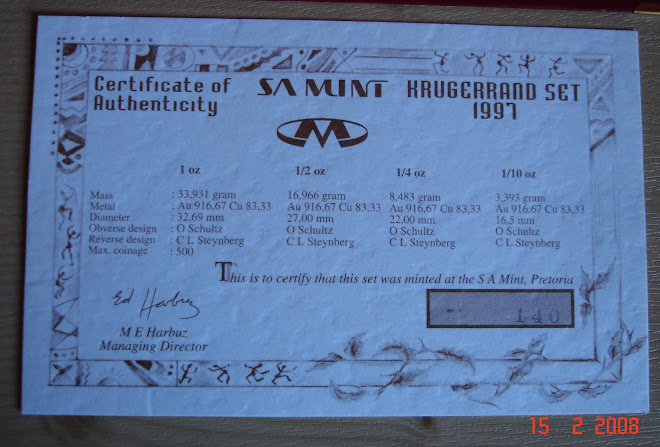 Certificate of Authenticity
SA MINT
KRUGERRAND SET
1997
1 oz 1/2 oz 1/4 oz 1/10 oz
Mass : 33,931 gram 16,966 gram 8,483 gram 3,393 gram
Metal : Au 916,67 Cu 83,33 Au 916,67 Cu 83,33 Au 916,67 Cu 83,33 Au 916,67 Cu 83,33
Diameter : 32,69 mm 27,00 mm 22,00 mm 16,5 mm
Obverse design : O Schultz O Schultz O Schultz O Schultz
Reverse design : C L Steynberg C L Steynberg C L Steynberg C L Steynberg
Max. coinage : 500
This is to certify that this set was minted at the S A Mint, Pretoria
140
Ed Harbuz
M E Harbuz
Managing Director
15 2 2008